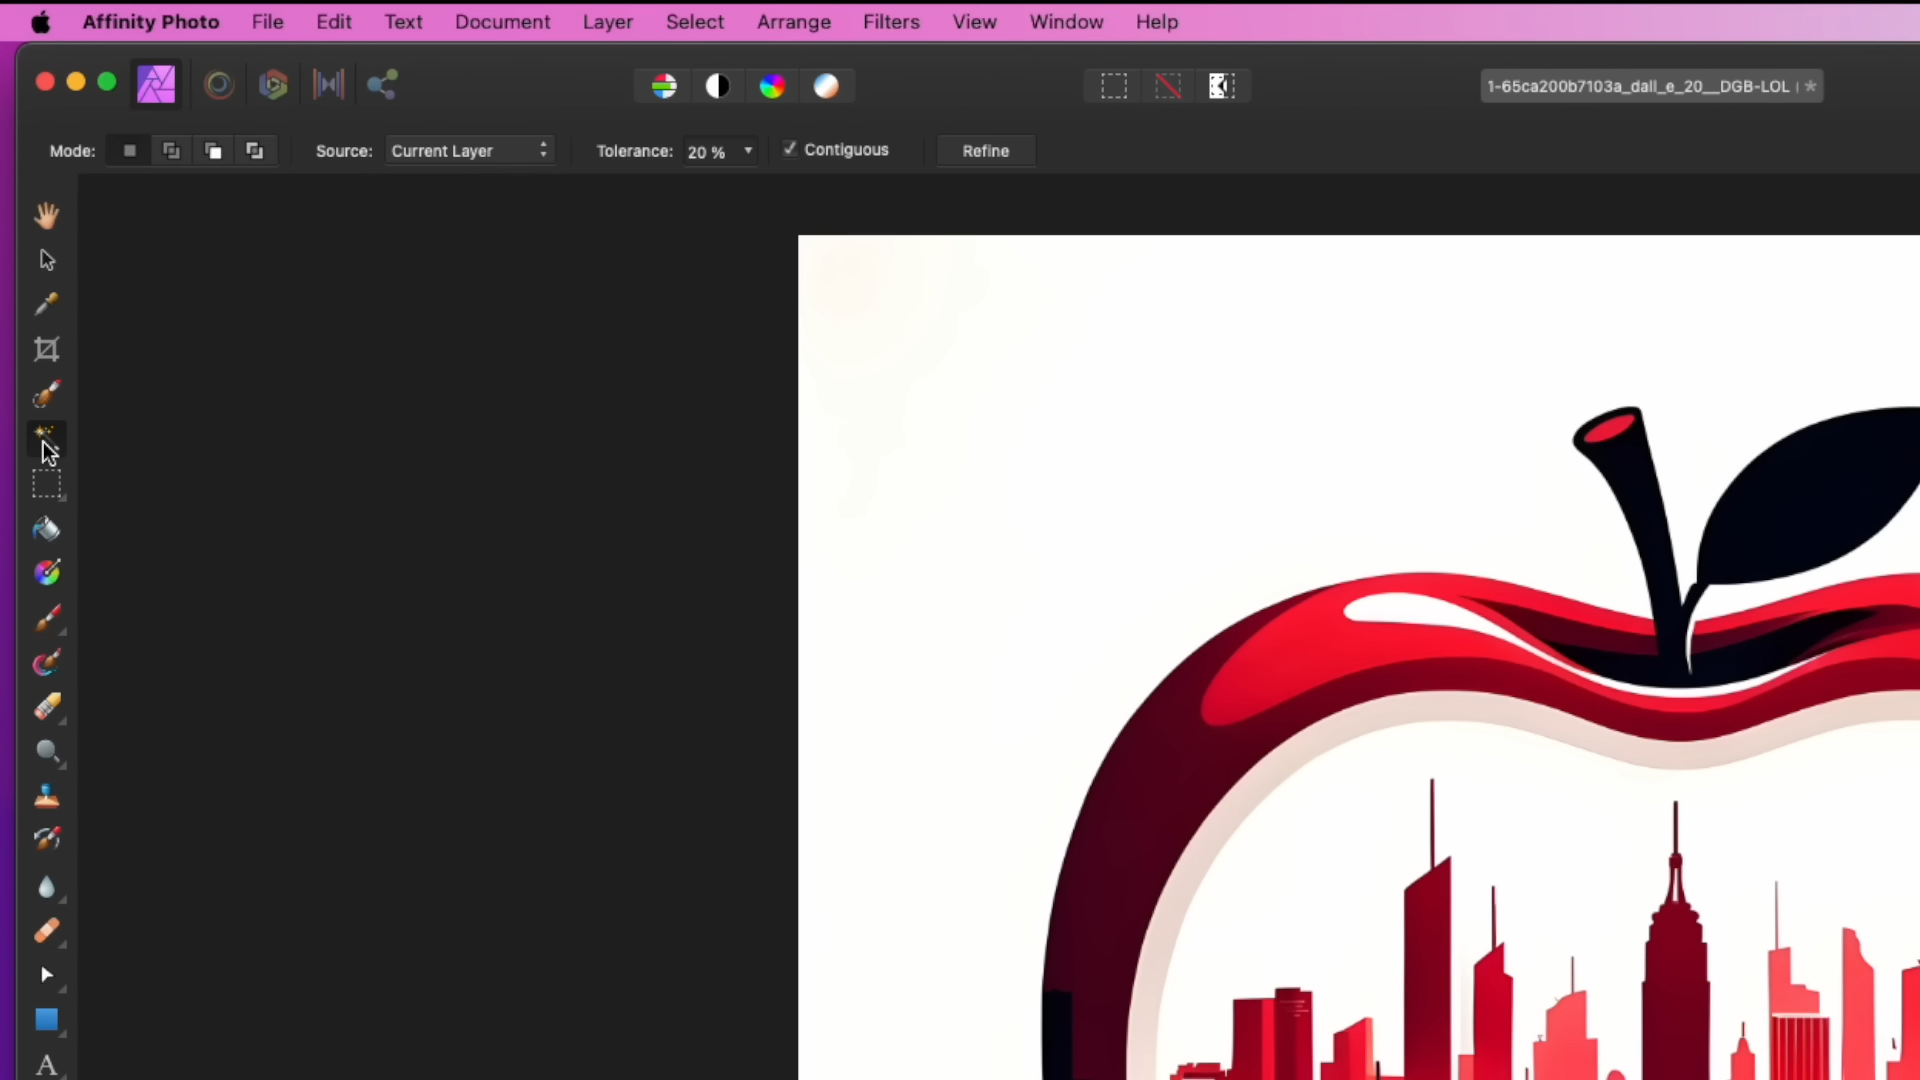 Affinity Photo File Edit Text Document Layer Select Arrange Filters View Window Help
1-65ca200b7103a_dall_e_20__DGB-LOL
Mode: Source: Current Layer Tolerance: 20 % Contiguous Refine
A